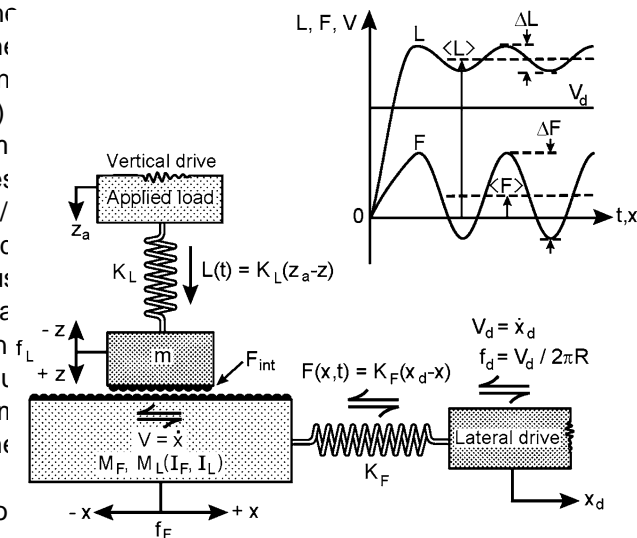 L, F, V
ΔL
L
<L>
V_d
F
ΔF
<F>
0
t,x
Vertical drive
Applied load
z_a
K_L
L(t) = K_L(z_a-z)
- z
f_L
+ z
m
F_int
V = ẋ
M_F, M_L(I_F, I_L)
- x
+ x
f_F
F(x,t) = K_F(x_d-x)
K_F
V_d = ẋ_d
f_d = V_d / 2πR
Lateral drive
x_d